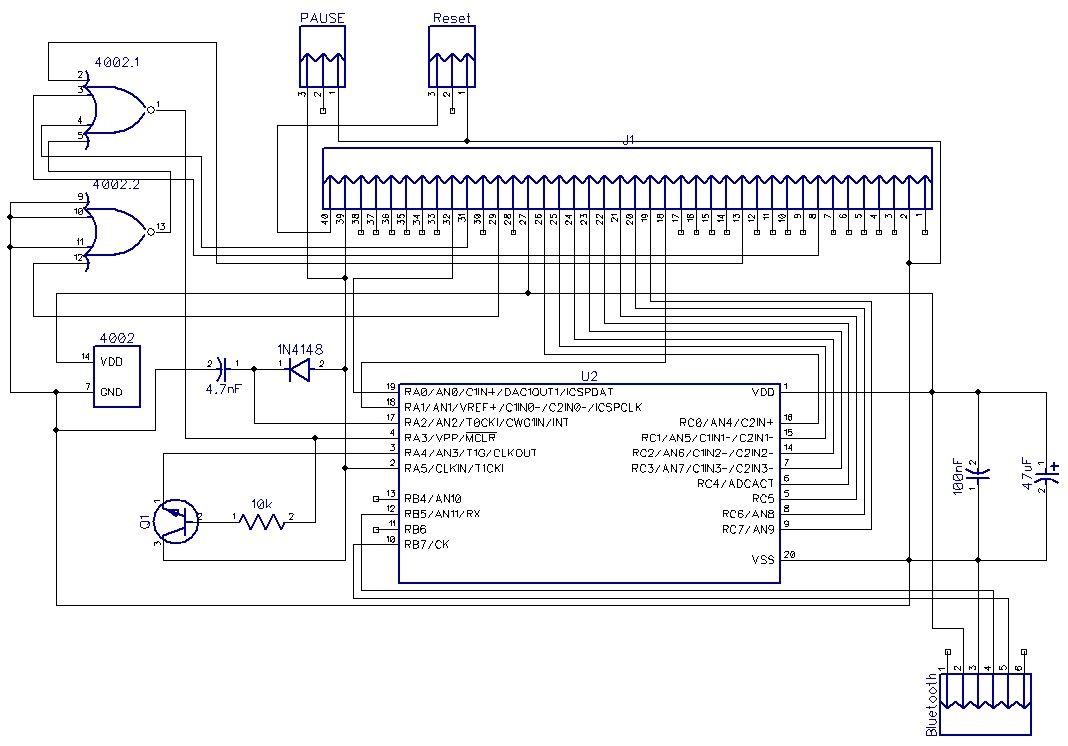 PAUSE
Reset
3 2 1
3 2 1
4002.1
2
3
4
5
1
4002.2
9
10
11
12
13
J1
40 39 38 37 36 35 34 33 32 31 30 29 28 27 26 25 24 23 22 21 20 19 18 17 16 15 14 13 12 11 10 9 8 7 6 5 4 3 2 1
4002
14 VDD
7 GND
2 1
4.7nF
1N4148
1 2
U2
19 RA0/AN0/C1IN+/DAC1OUT1/ICSPDAT
18 RA1/AN1/VREF+/C1IN0-/C2IN0-/ICSPCLK
17 RA2/AN2/T0CKI/CWG1IN/INT
4 RA3/VPP/MCLR
3 RA4/AN3/T1G/CLKOUT
2 RA5/CLKIN/T1CKI
13 RB4/AN10
12 RB5/AN11/RX
11 RB6
10 RB7/CK
VDD 1
RC0/AN4/C2IN+ 16
RC1/AN5/C1IN1-/C2IN1- 15
RC2/AN6/C1IN2-/C2IN2- 14
RC3/AN7/C1IN3-/C2IN3- 7
RC4/ADCACT 6
RC5 5
RC6/AN8 8
RC7/AN9 9
VSS 20
Q1
1
2
3
10k
1 2
100nF
2
1
47uF
+
1
2
Bluetooth
1 2 3 4 5 6